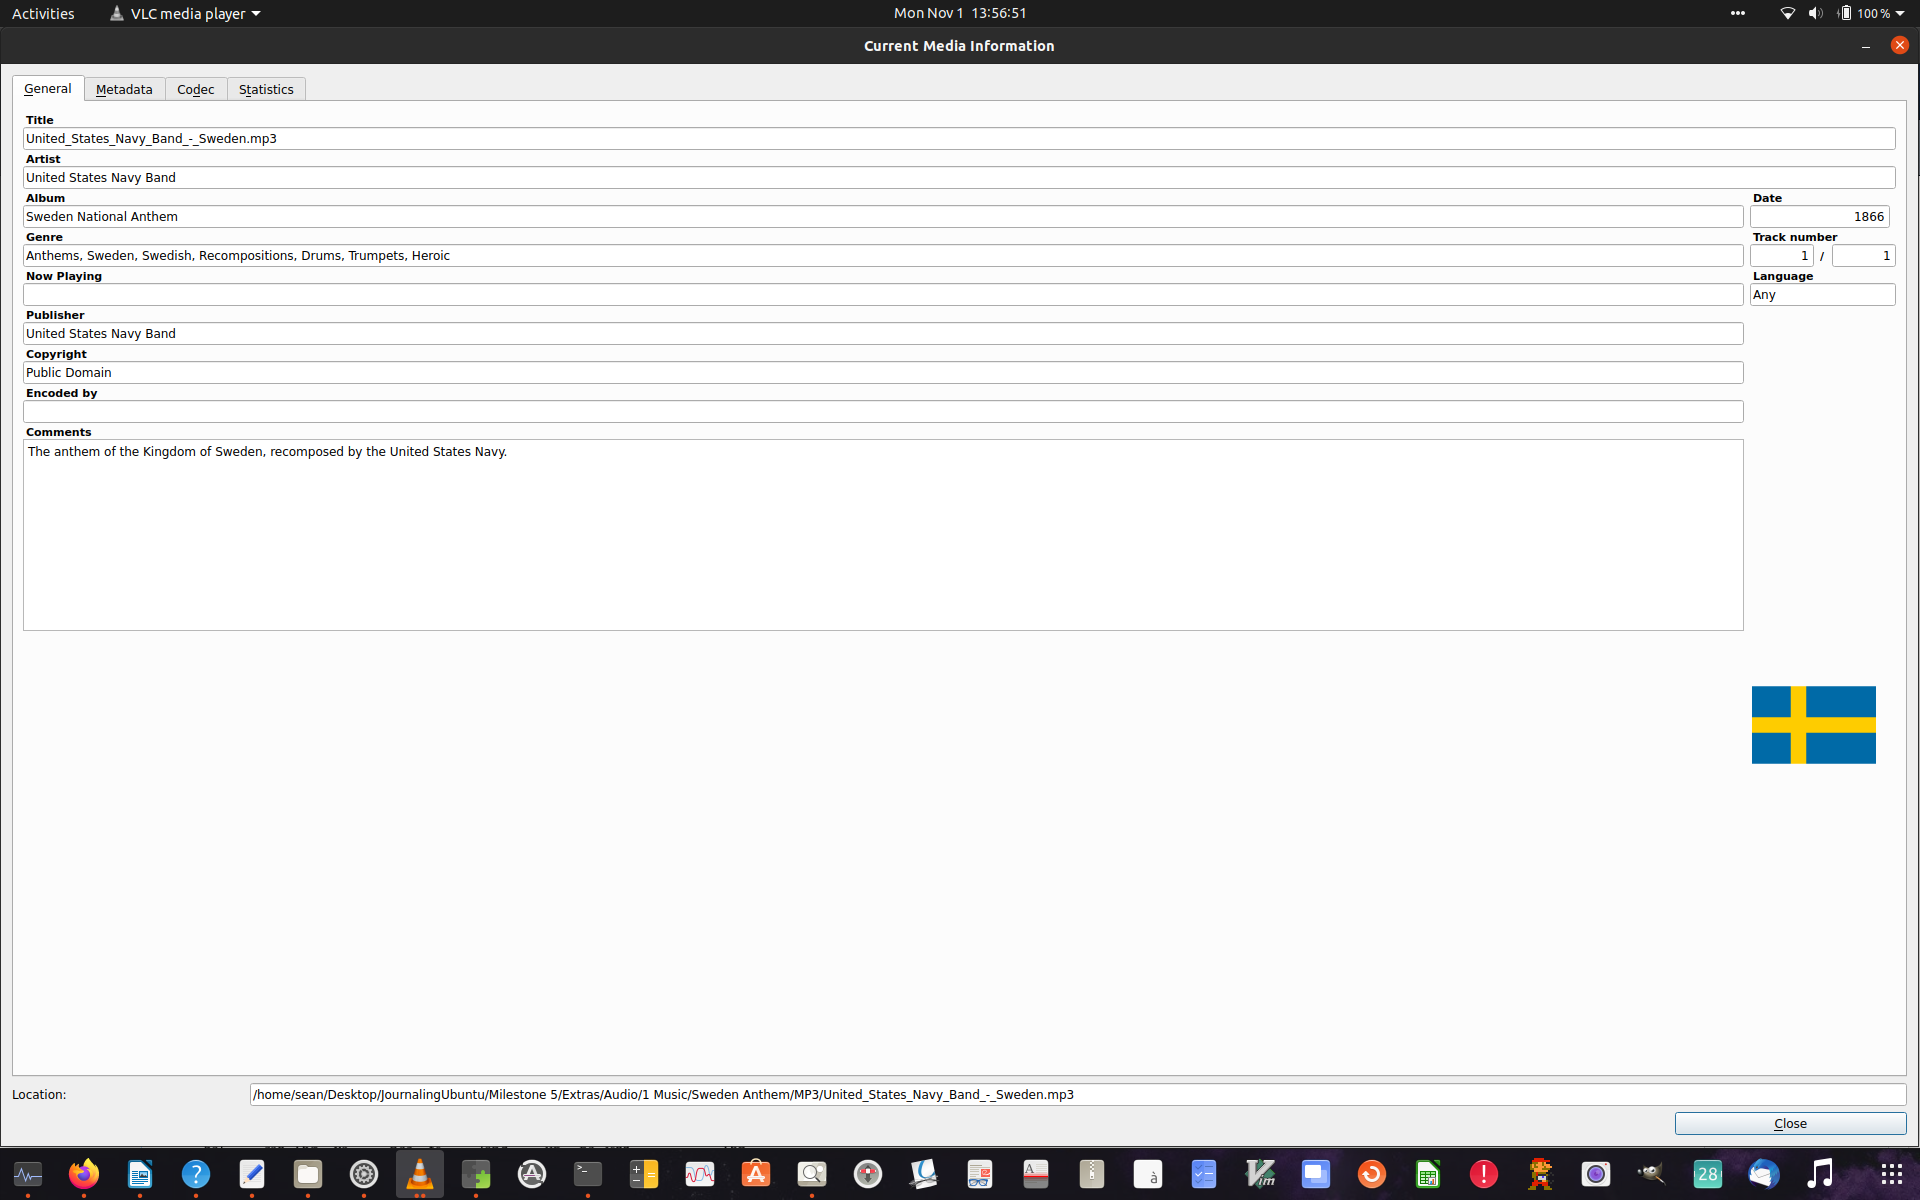 Activities
VLC media player
Mon Nov 1 13:56:51
100 %
Current Media Information
General
Metadata
Codec
Statistics
Title
United_States_Navy_Band_-_Sweden.mp3
Artist
United States Navy Band
Album
Date
Sweden National Anthem
1866
Genre
Track number
Anthems, Sweden, Swedish, Recompositions, Drums, Trumpets, Heroic
1 / 1
Now Playing
Language
Any
Publisher
United States Navy Band
Copyright
Public Domain
Encoded by
Comments
The anthem of the Kingdom of Sweden, recomposed by the United States Navy.
Location:
/home/sean/Desktop/JournalingUbuntu/Milestone 5/Extras/Audio/1 Music/Sweden Anthem/MP3/United_States_Navy_Band_-_Sweden.mp3
Close
28